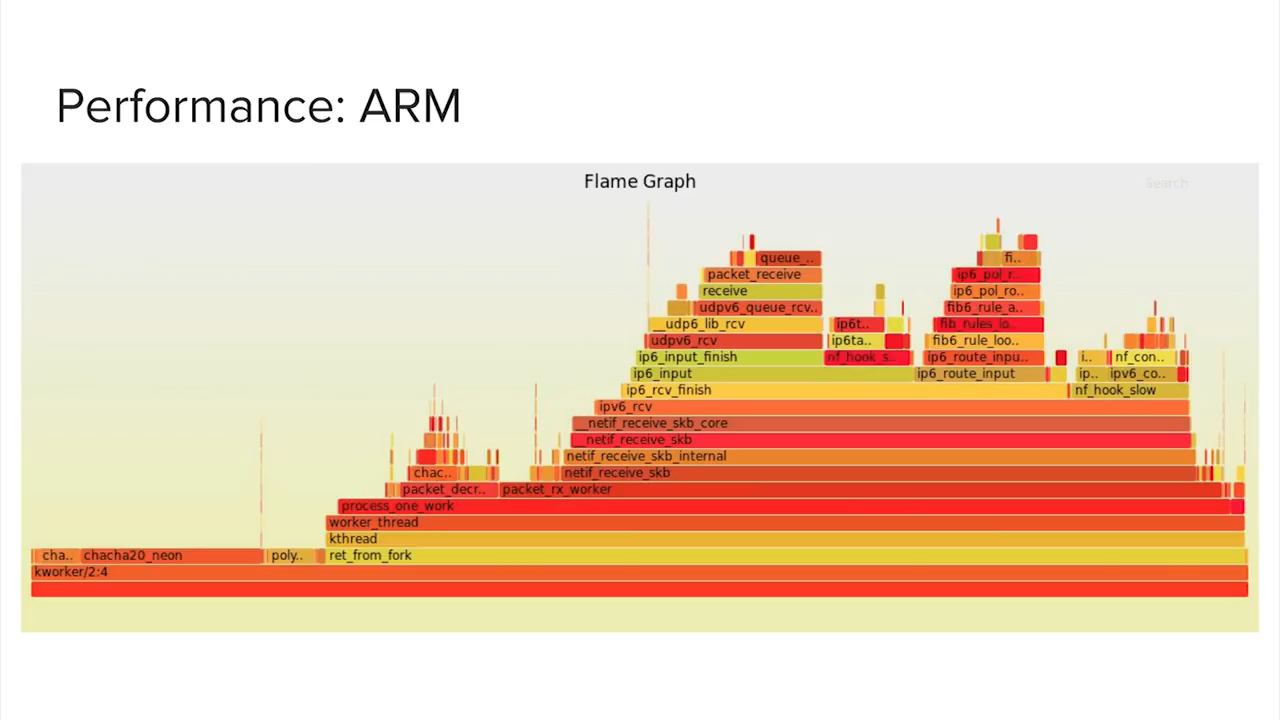 Performance: ARM
Flame Graph
Search
queue_..
fi..
packet_receive
ip6_pol_r..
receive
ip6_pol_ro..
udpv6_queue_rcv..
fib6_rule_a..
__udp6_lib_rcv
ip6t..
fib_rules_lo..
udpv6_rcv
ip6ta..
fib6_rule_loo..
ip6_input_finish
nf_hook_s..
ip6_route_inpu..
i..
nf_con..
ip6_input
ip6_route_input
ip..
ipv6_co..
ip6_rcv_finish
nf_hook_slow
ipv6_rcv
__netif_receive_skb_core
__netif_receive_skb
netif_receive_skb_internal
chac..
netif_receive_skb
packet_decr..
packet_rx_worker
process_one_work
worker_thread
kthread
cha..
chacha20_neon
poly..
ret_from_fork
kworker/2:4